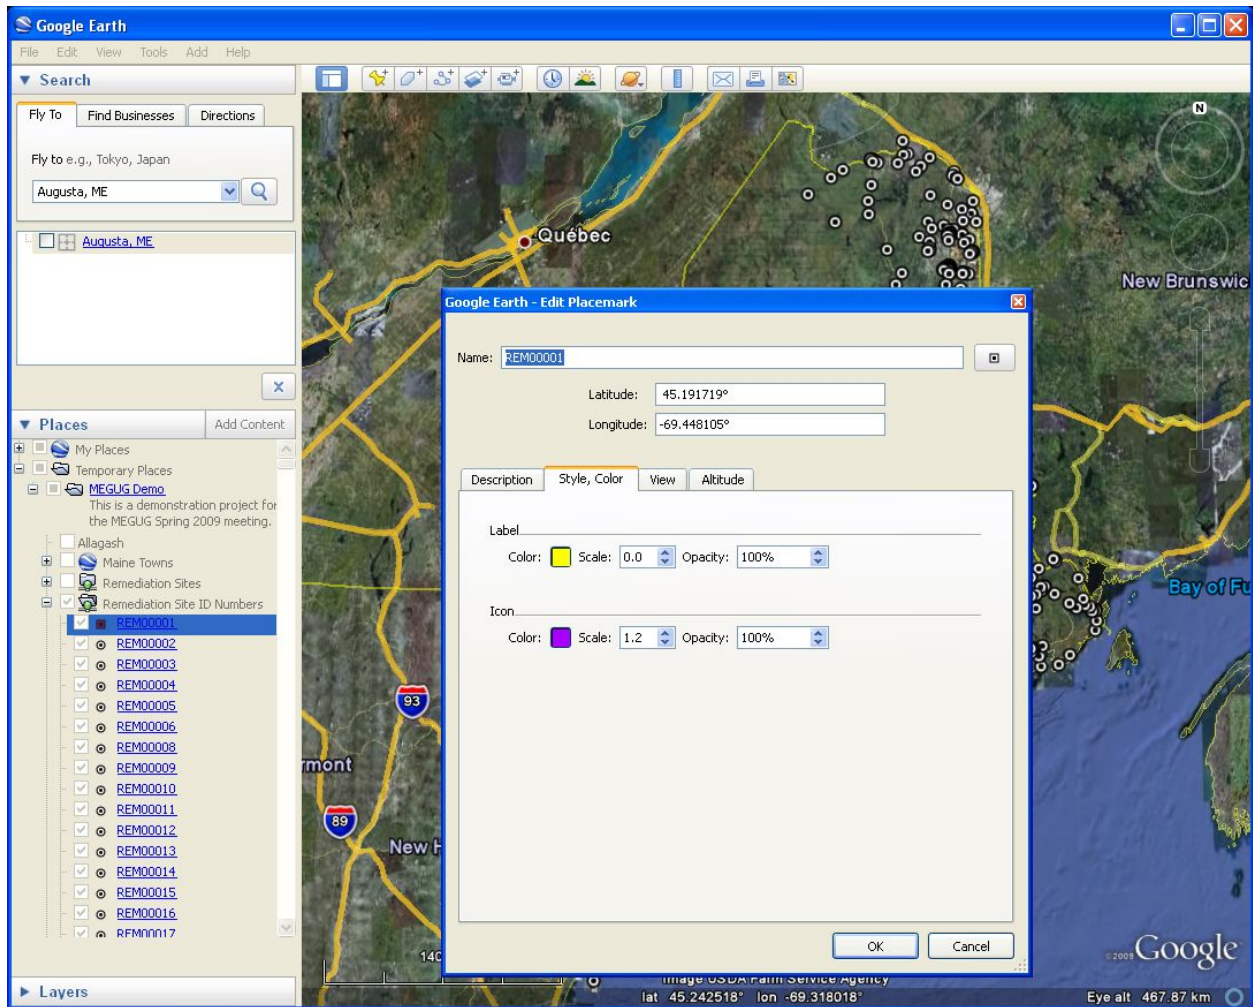 Google Earth
File Edit View Tools Add Help
Search
Fly To Find Businesses Directions
Fly to e.g., Tokyo, Japan
Augusta, ME
Augusta, ME
Places Add Content
My Places
Temporary Places
MEGUG Demo
This is a demonstration project for
the MEGUG Spring 2009 meeting.
Allagash
Maine Towns
Remediation Sites
Remediation Site ID Numbers
REM00001
REM00002
REM00003
REM00004
REM00005
REM00006
REM00008
REM00009
REM00010
REM00011
REM00012
REM00013
REM00014
REM00015
REM00016
REM00017
Layers
N
Québec
New Brunswic
Google Earth - Edit Placemark
Name: REM00001
Latitude: 45.191719°
Longitude: -69.448105°
Description Style, Color View Altitude
Label
Color: Scale: 0.0 Opacity: 100%
Icon
Color: Scale: 1.2 Opacity: 100%
OK Cancel
Bay of Fu
93
rmont
89
New H
140
©2009 Google
Image USDA Farm Service Agency
lat 45.242518° lon -69.318018° Eye alt 467.87 km